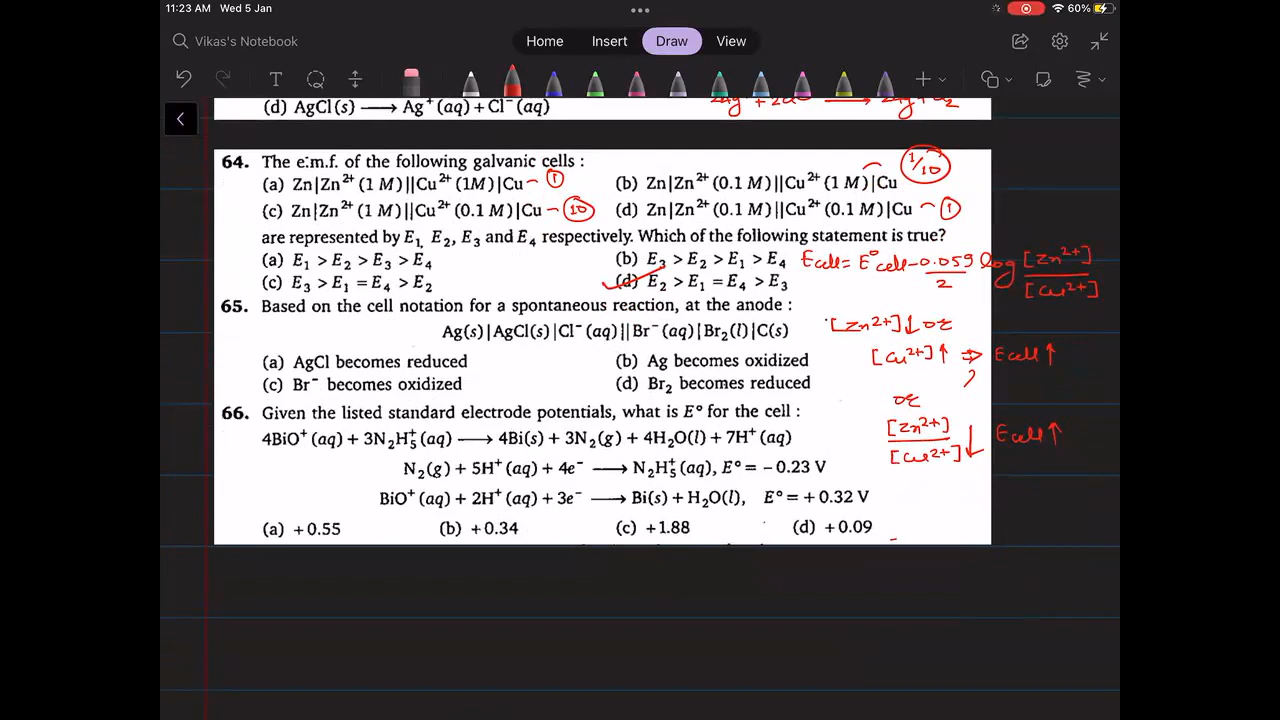 11:23 AM Wed 5 Jan
60%
Vikas's Notebook
Home Insert Draw View
(d) AgCl(s) ⟶ Ag⁺(aq) + Cl⁻(aq)
64. The e.m.f. of the following galvanic cells :
(a) Zn|Zn²⁺(1 M)||Cu²⁺(1M)|Cu – 1
(b) Zn|Zn²⁺(0.1 M)||Cu²⁺(1 M)|Cu 1/10
(c) Zn|Zn²⁺(1 M)||Cu²⁺(0.1 M)|Cu – 10
(d) Zn|Zn²⁺(0.1 M)||Cu²⁺(0.1 M)|Cu – 1
are represented by E₁, E₂, E₃ and E₄ respectively. Which of the following statement is true?
(a) E₁ > E₂ > E₃ > E₄
(b) E₃ > E₂ > E₁ > E₄
(c) E₃ > E₁ = E₄ > E₂
(d) E₂ > E₁ = E₄ > E₃
Ecell = E°cell – 0.059/2 log [Zn²⁺]/[Cu²⁺]
[Zn²⁺]↓ or
[Cu²⁺]↑ ⇒ Ecell ↑
or
[Zn²⁺]/[Cu²⁺] ↓ Ecell ↑
65. Based on the cell notation for a spontaneous reaction, at the anode :
Ag(s)|AgCl(s)|Cl⁻(aq)||Br⁻(aq)|Br₂(l)|C(s)
(a) AgCl becomes reduced
(b) Ag becomes oxidized
(c) Br⁻ becomes oxidized
(d) Br₂ becomes reduced
66. Given the listed standard electrode potentials, what is E° for the cell :
4BiO⁺(aq) + 3N₂H₅⁺(aq) ⟶ 4Bi(s) + 3N₂(g) + 4H₂O(l) + 7H⁺(aq)
N₂(g) + 5H⁺(aq) + 4e⁻ ⟶ N₂H₅⁺(aq), E° = – 0.23 V
BiO⁺(aq) + 2H⁺(aq) + 3e⁻ ⟶ Bi(s) + H₂O(l), E° = + 0.32 V
(a) +0.55
(b) +0.34
(c) +1.88
(d) +0.09